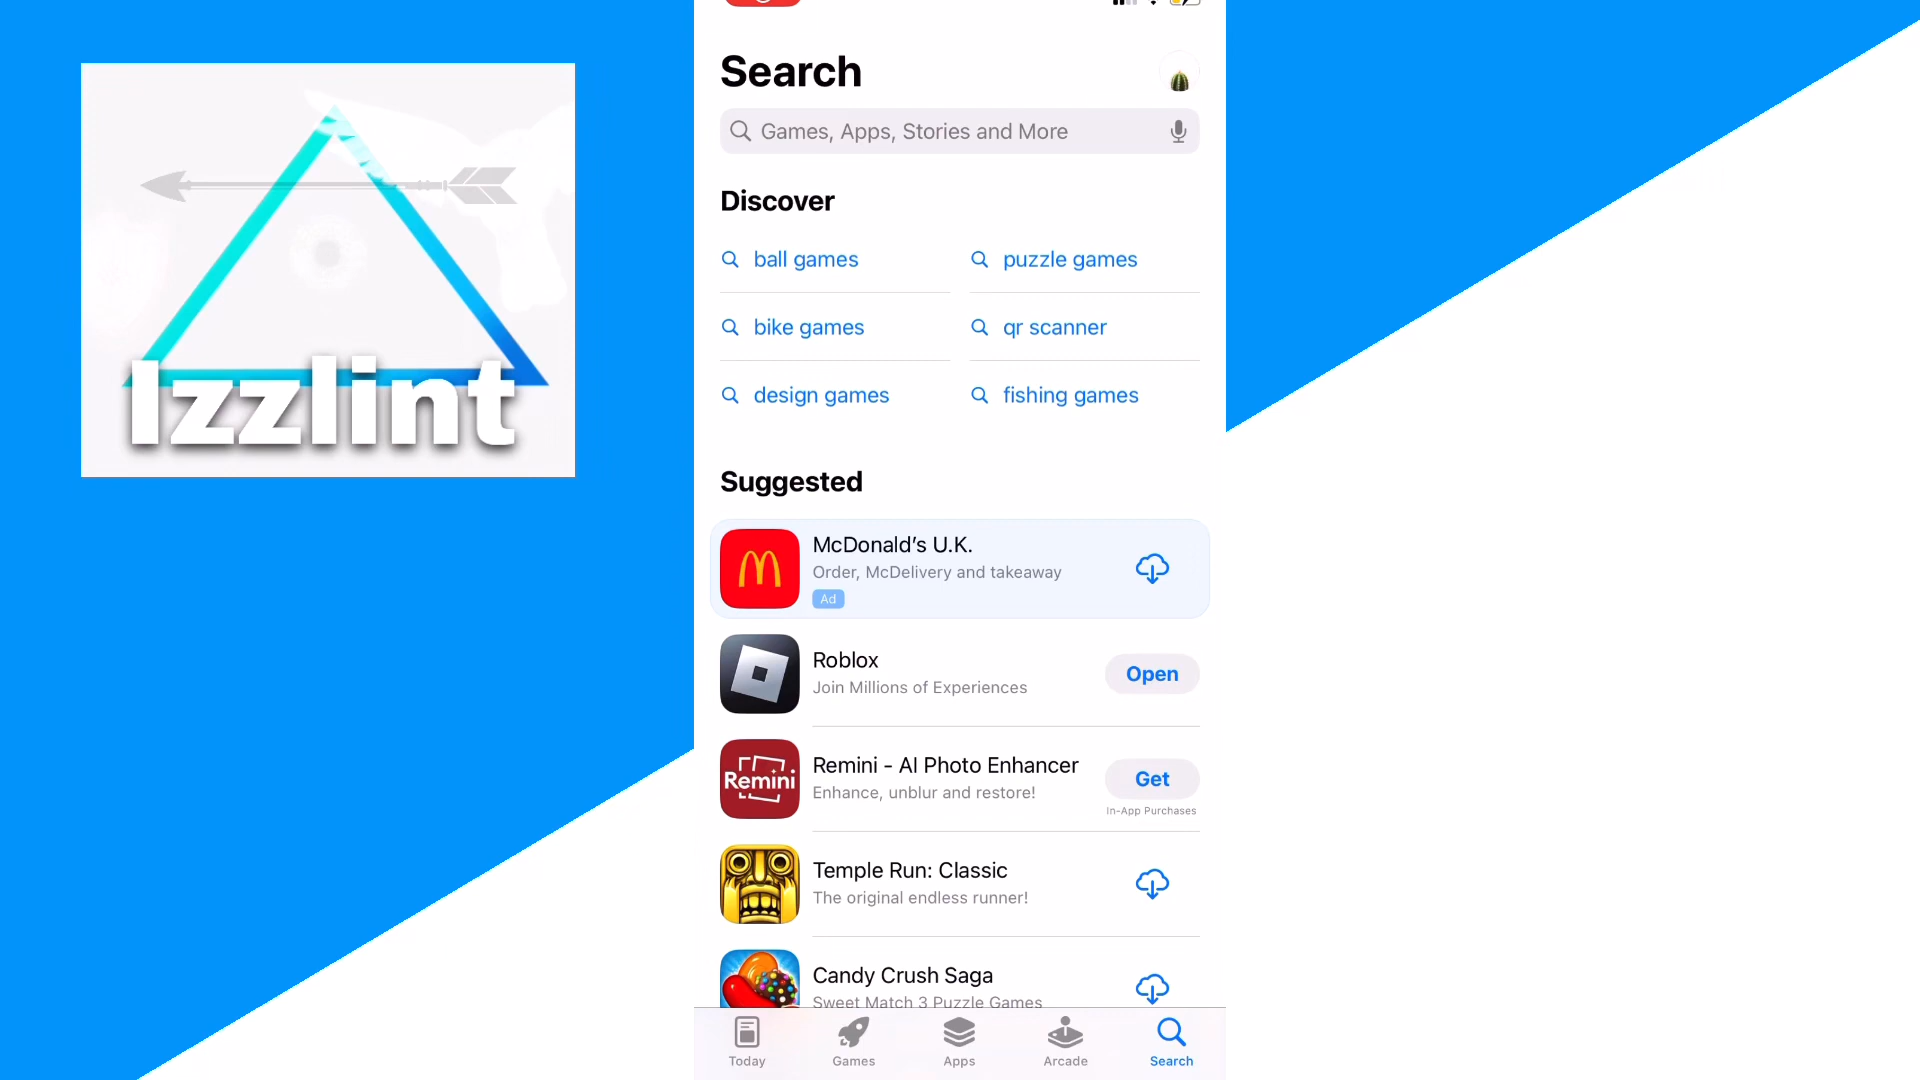 Izzlint
Search
Games, Apps, Stories and More
Discover
ball games
puzzle games
bike games
qr scanner
design games
fishing games
Suggested
McDonald’s U.K.
Order, McDelivery and takeaway
Ad
Roblox
Join Millions of Experiences
Open
Remini
Remini - AI Photo Enhancer
Enhance, unblur and restore!
Get
In-App Purchases
Temple Run: Classic
The original endless runner!
Candy Crush Saga
Sweet Match 3 Puzzle Games
Today
Games
Apps
Arcade
Search